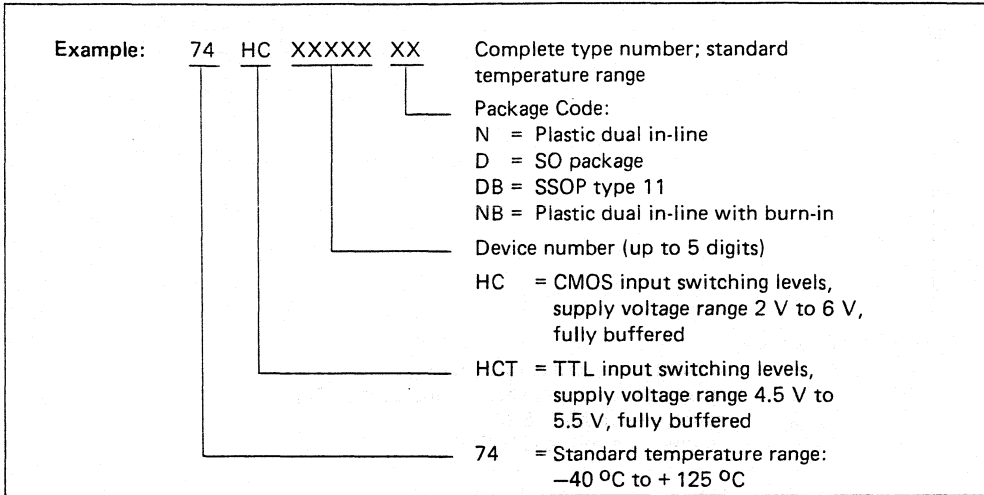 Example: 74 HC XXXXX XX Complete type number; standard
temperature range
Package Code:
N = Plastic dual in-line
D = SO package
DB = SSOP type 11
NB = Plastic dual in-line with burn-in
Device number (up to 5 digits)
HC = CMOS input switching levels,
supply voltage range 2 V to 6 V,
fully buffered
HCT = TTL input switching levels,
supply voltage range 4.5 V to
5.5 V, fully buffered
74 = Standard temperature range:
−40 ºC to + 125 ºC